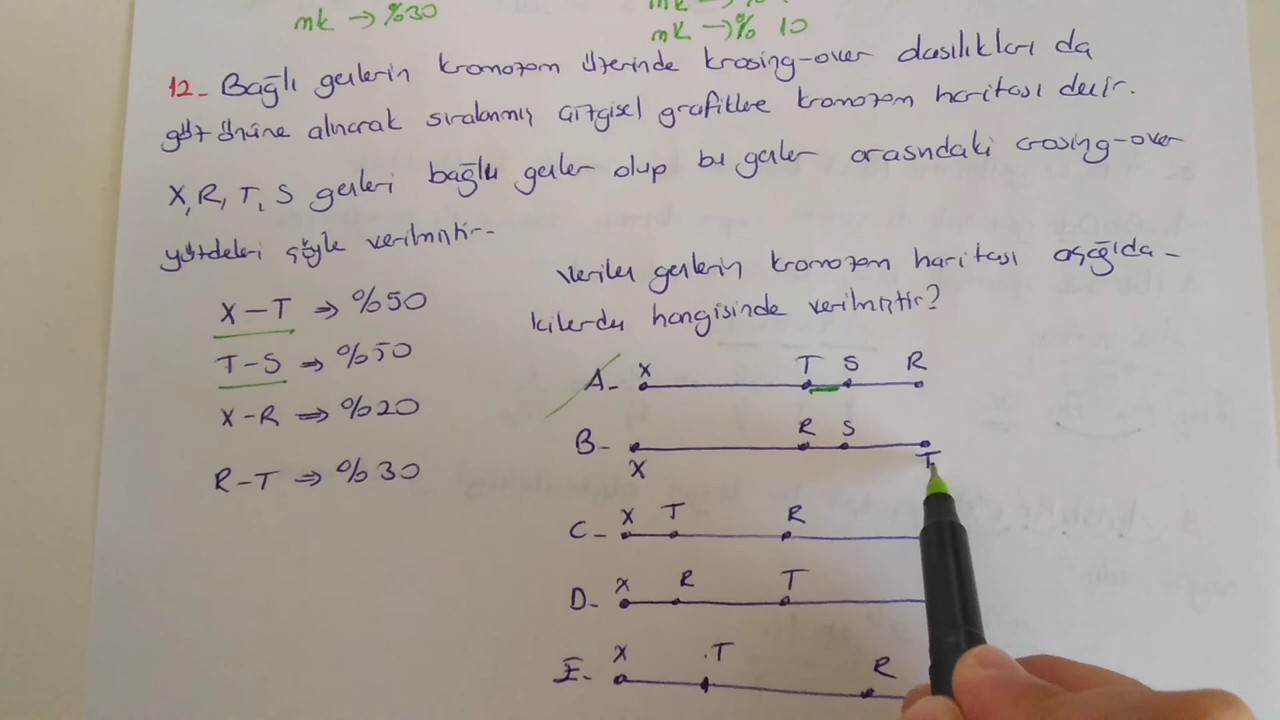 mk → %30
mk → % 10
12- Bağlı genlerin kromozom üzerinde krosing-over dasılıkları da
göz önüne alınarak sıralanmış çizgisel grafiklere kromozom haritası denir.
X, R, T, S genleri bağlı genler olup bu genler arasındaki crosing-over
yüzdeleri şöyle verilmiştir.
X-T ⇒ %50
T-S ⇒ %50
X-R ⇒ %20
R-T ⇒ %30
Verilen genlerin kromozom haritası aşağıda-
kilerden hangisinde verilmiştir?
A- X T S R
B- X R S T
C- X T R
D- X R T
E- X T R